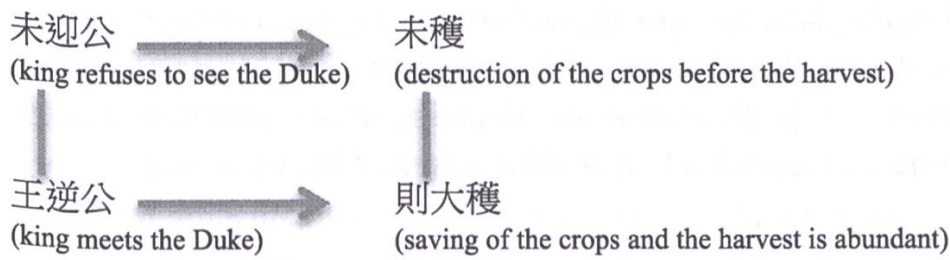 未迎公 未穫
(king refuses to see the Duke) (destruction of the crops before the harvest)
王逆公 則大穫
(king meets the Duke) (saving of the crops and the harvest is abundant)